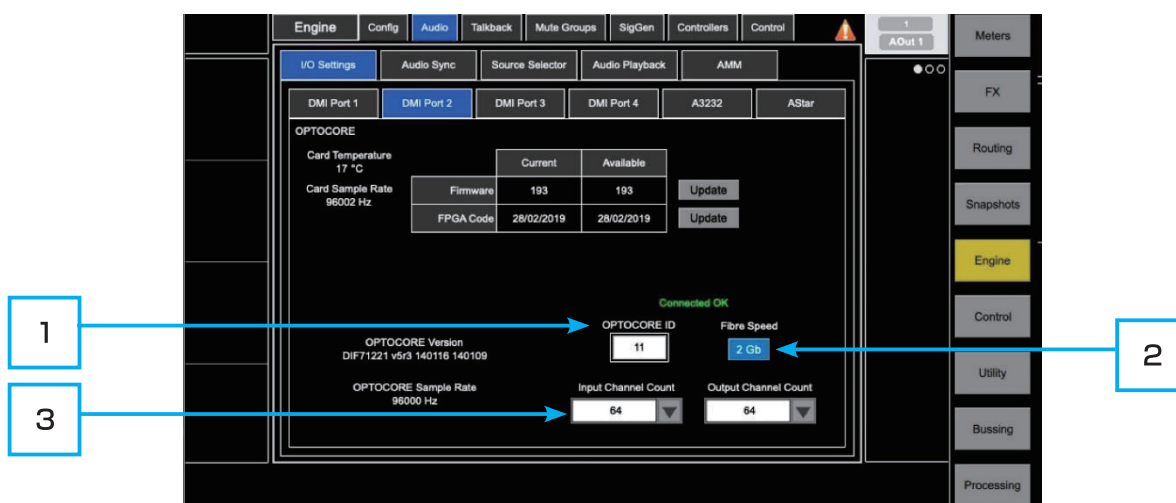 Engine Config Audio Talkback Mute Groups SigGen Controllers Control
1
AOut 1
Meters
I/O Settings Audio Sync Source Selector Audio Playback AMM
FX
DMI Port 1 DMI Port 2 DMI Port 3 DMI Port 4 A3232 AStar
OPTOCORE
Card Temperature
17 °C
Current Available
Routing
Card Sample Rate
96002 Hz
Firmware 193 193 Update
FPGA Code 28/02/2019 28/02/2019 Update
Snapshots
Engine
Connected OK
1
OPTOCORE ID Fibre Speed
11 2 Gb
Control
2
OPTOCORE Version
DIF71221 v5r3 140116 140109
Utility
OPTOCORE Sample Rate
96000 Hz
Input Channel Count Output Channel Count
64 64
3
Bussing
Processing